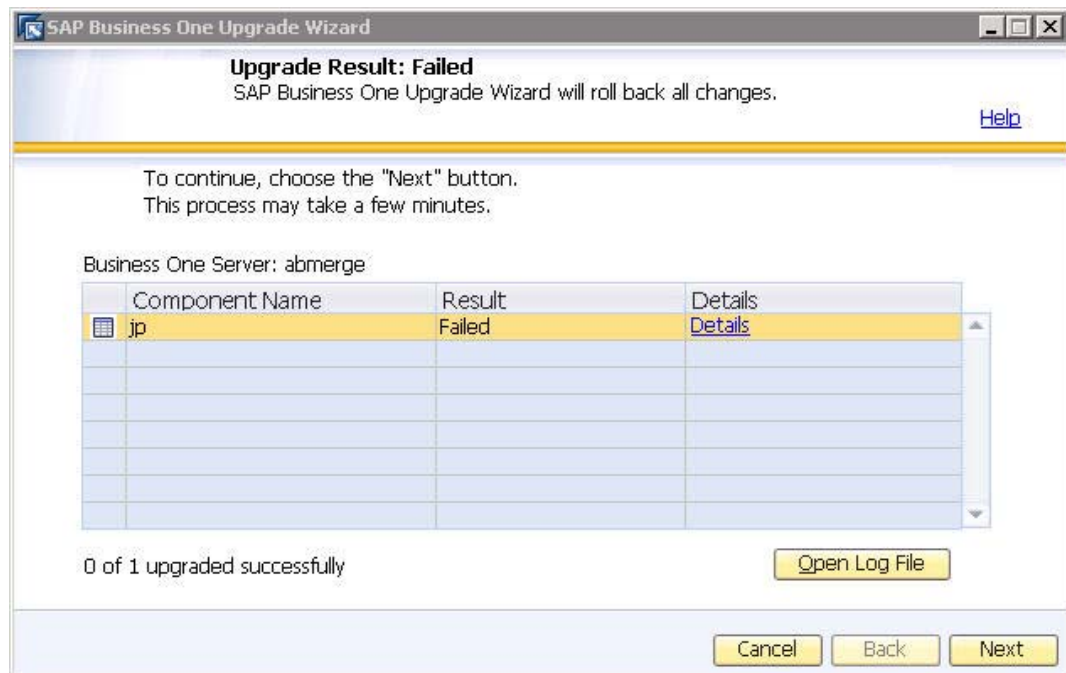 SAP Business One Upgrade Wizard
Upgrade Result: Failed
SAP Business One Upgrade Wizard will roll back all changes.
Help
To continue, choose the "Next" button.
This process may take a few minutes.
Business One Server: abmerge
Component Name Result Details
jp Failed Details
0 of 1 upgraded successfully
Open Log File
Cancel Back Next